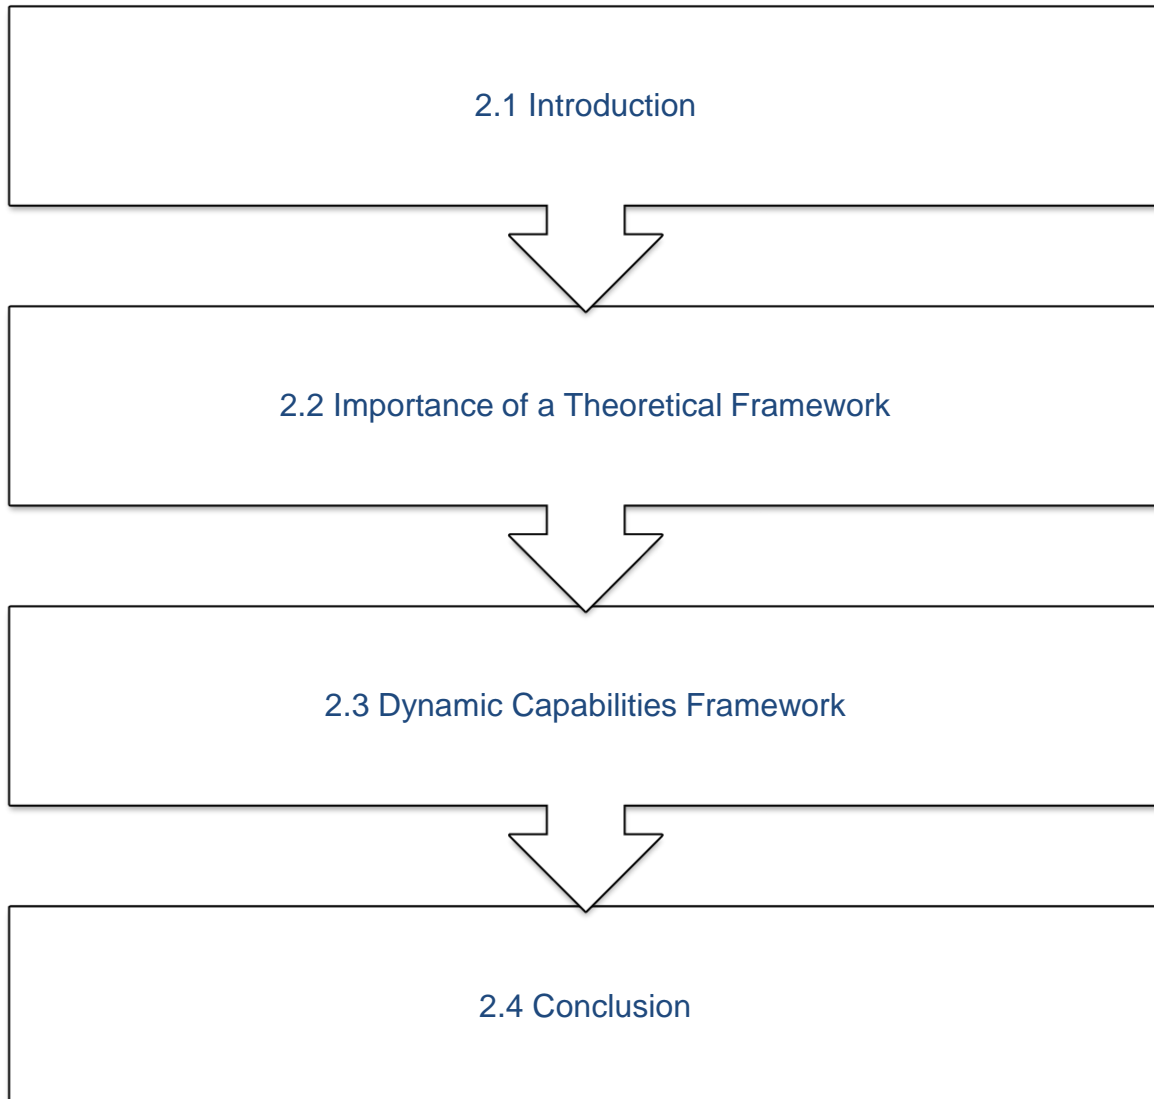 2.1 Introduction
2.2 Importance of a Theoretical Framework
2.3 Dynamic Capabilities Framework
2.4 Conclusion